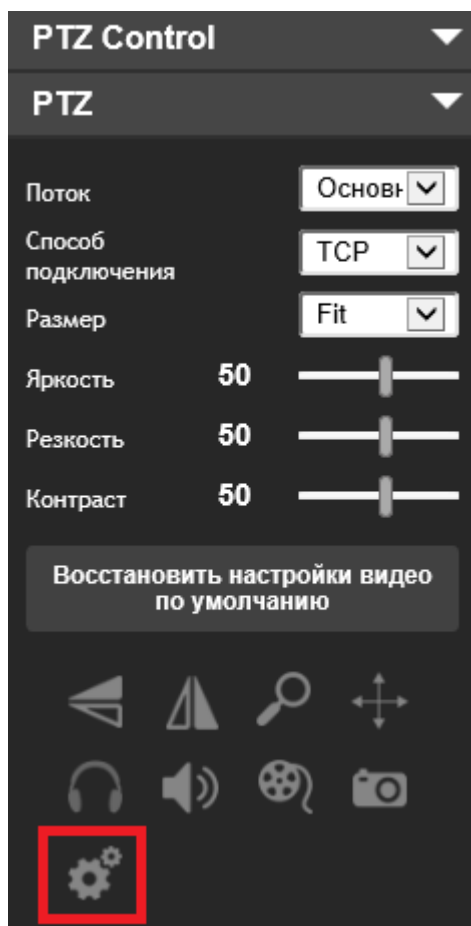 PTZ Control
PTZ
Поток
Основн
Способ
подключения
TCP
Размер
Fit
Яркость 50
Резкость 50
Контраст 50
Восстановить настройки видео
по умолчанию